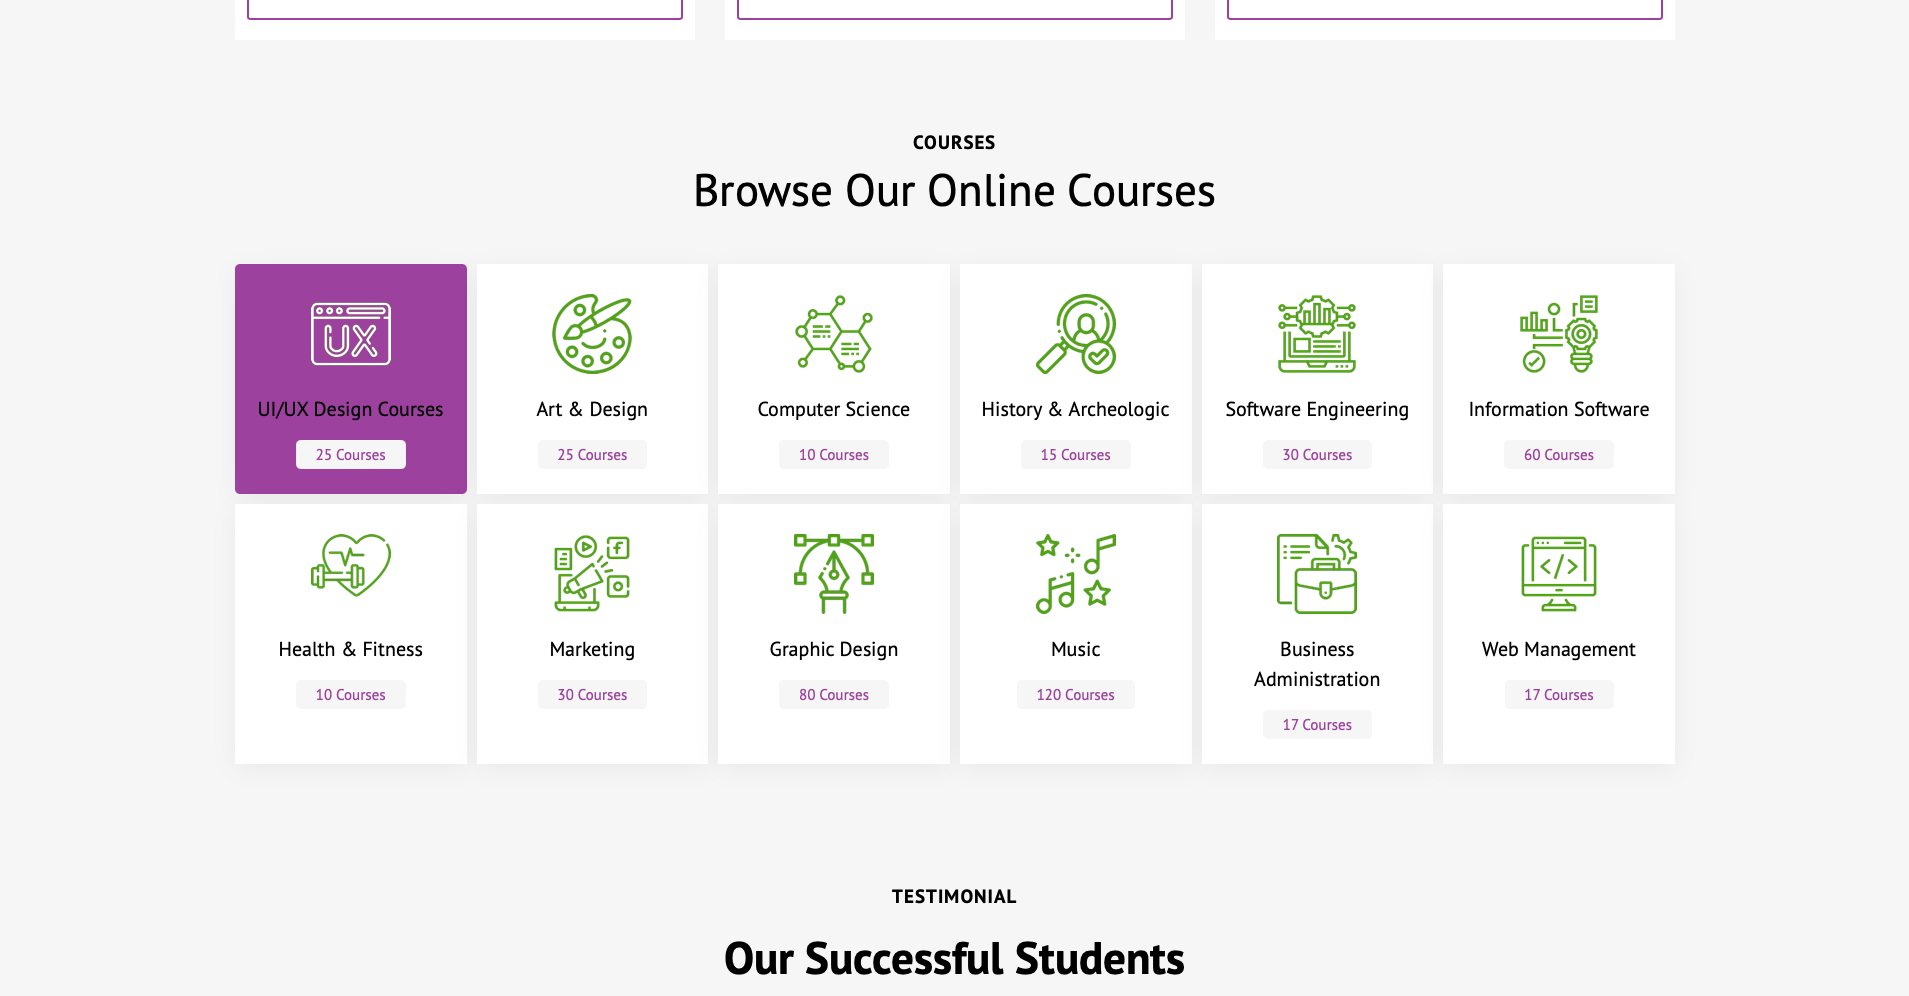 COURSES
Browse Our Online Courses
UX
UI/UX Design Courses
25 Courses
Art & Design
25 Courses
Computer Science
10 Courses
History & Archeologic
15 Courses
Software Engineering
30 Courses
Information Software
60 Courses
Health & Fitness
10 Courses
Marketing
30 Courses
Graphic Design
80 Courses
Music
120 Courses
Business
Administration
17 Courses
Web Management
17 Courses
TESTIMONIAL
Our Successful Students